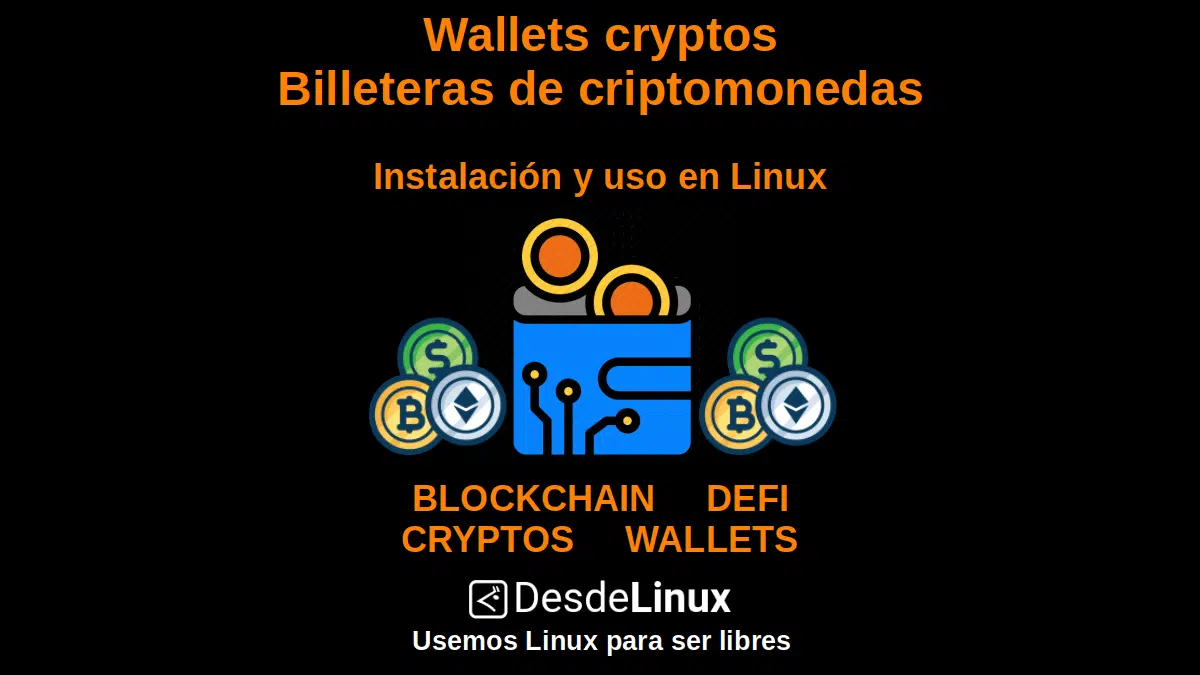 Wallets cryptos
Billeteras de criptomonedas
Instalación y uso en Linux
BLOCKCHAIN DEFI
CRYPTOS WALLETS
DesdeLinux
Usemos Linux para ser libres